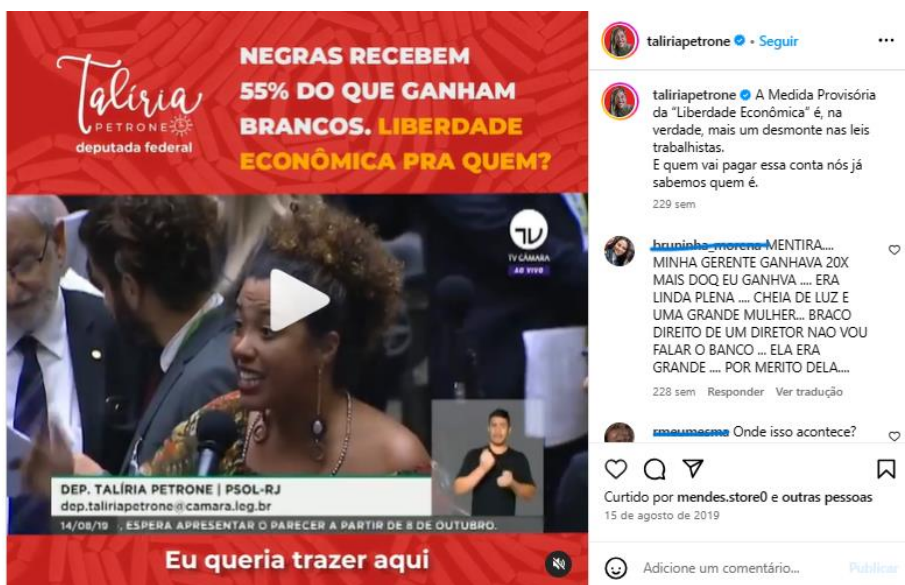 Talíria
PETRONE
deputada federal
NEGRAS RECEBEM
55% DO QUE GANHAM
BRANCOS. LIBERDADE
ECONÔMICA PRA QUEM?
TV CÂMARA
AO VIVO
DEP. TALÍRIA PETRONE | PSOL-RJ
dep.taliriapetrone@camara.leg.br
14/08/19 , ESPERA APRESENTAR O PARECER A PARTIR DE 8 DE OUTUBRO.
Eu queria trazer aqui
taliriapetrone • Seguir
taliriapetrone A Medida Provisória
da “Liberdade Econômica” é, na
verdade, mais um desmonte nas leis
trabalhistas.
E quem vai pagar essa conta nós já
sabemos quem é.
229 sem
MENTIRA....
MINHA GERENTE GANHAVA 20X
MAIS DOQ EU GANHVA .... ERA
LINDA PLENA .... CHEIA DE LUZ E
UMA GRANDE MULHER... BRACO
DIREITO DE UM DIRETOR NAO VOU
FALAR O BANCO ... ELA ERA
GRANDE .... POR MERITO DELA....
228 sem Responder Ver tradução
Onde isso acontece?
Curtido por mendes.store0 e outras pessoas
15 de agosto de 2019
Adicione um comentário... Publicar